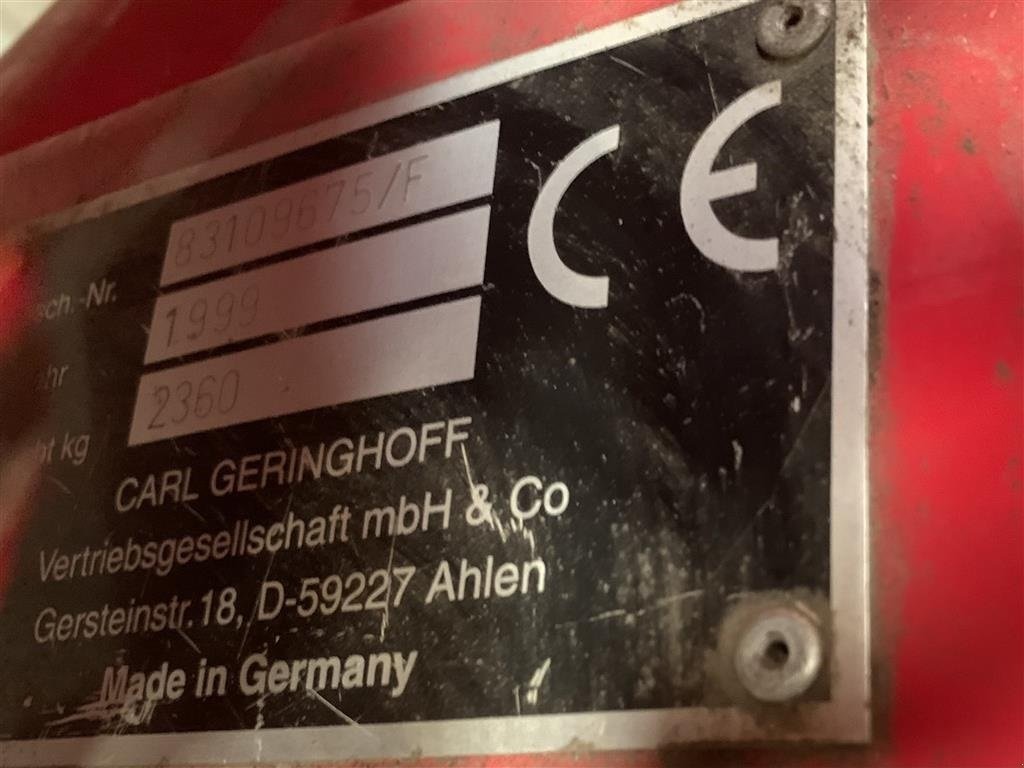 sch.-Nr. 83109675/F
hr 1999
ht kg 2360
CE
CARL GERINGHOFF
Vertriebsgesellschaft mbH & Co
Gersteinstr. 18, D-59227 Ahlen
Made in Germany